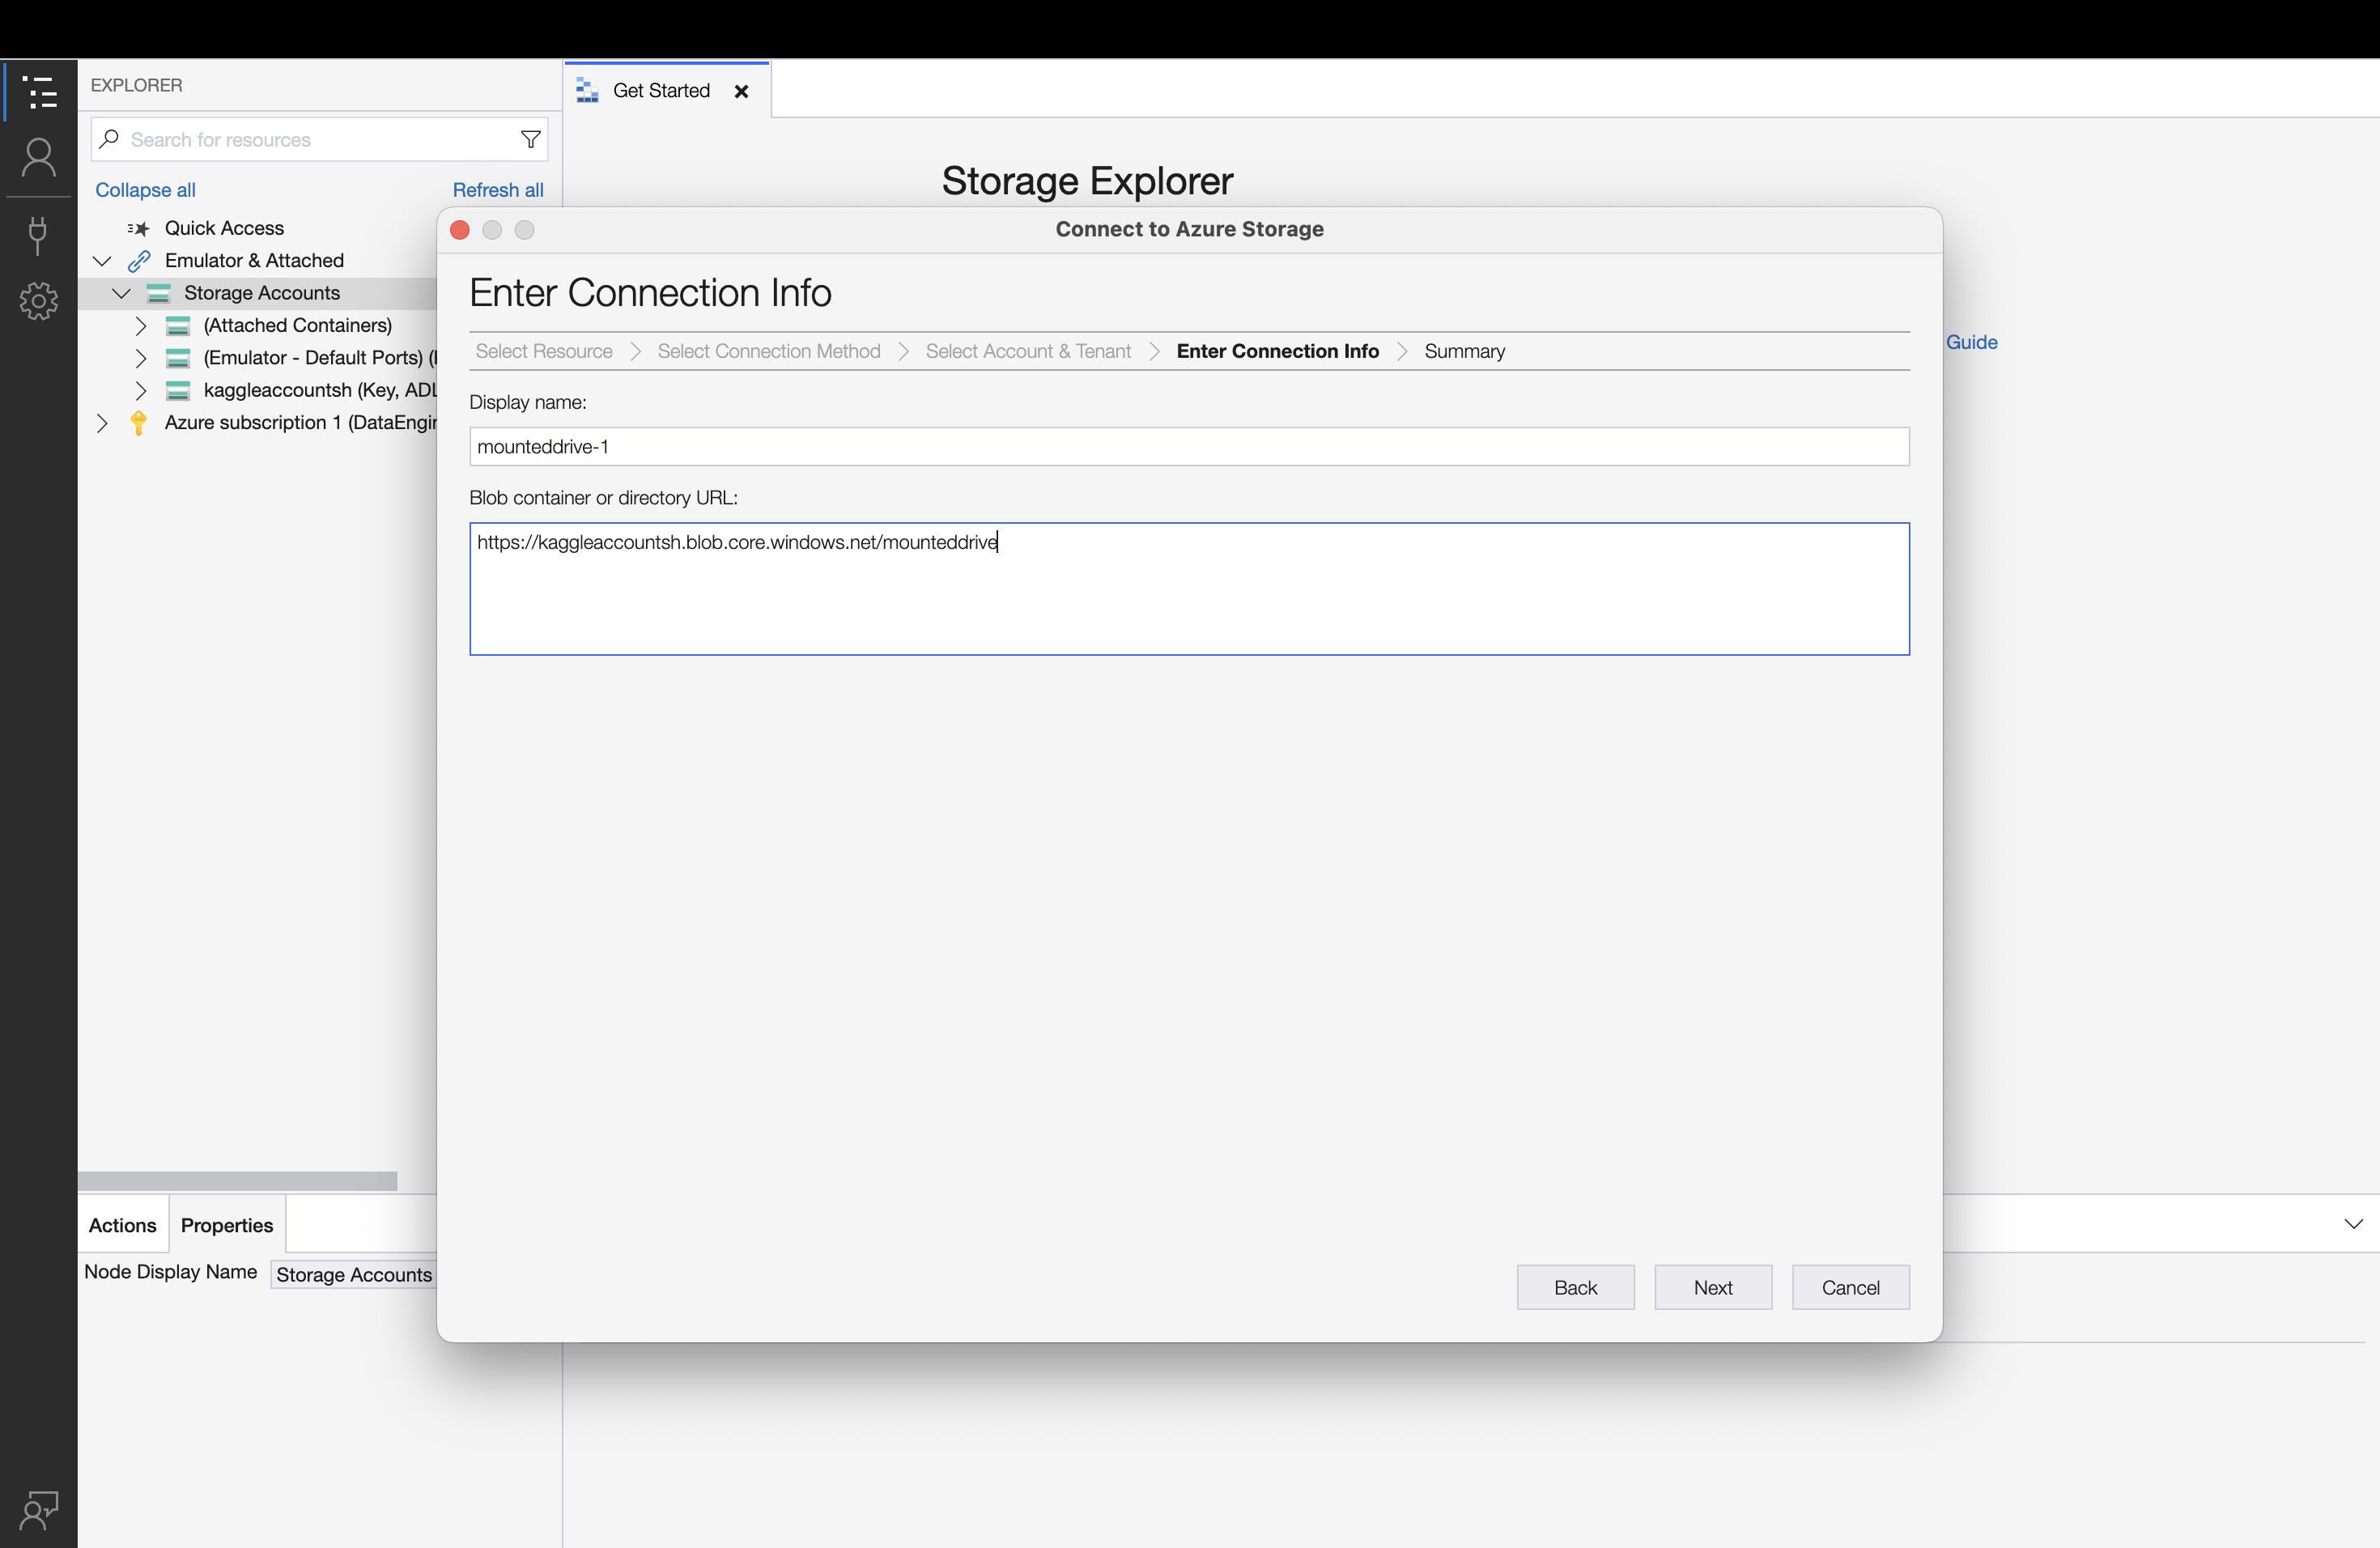 EXPLORER
Search for resources
Collapse all
Refresh all
Quick Access
Emulator & Attached
Storage Accounts
(Attached Containers)
(Emulator - Default Ports) (
kaggleaccountsh (Key, ADL
Azure subscription 1 (DataEngin
Get Started
Storage Explorer
Guide
Connect to Azure Storage
Enter Connection Info
Select Resource
Select Connection Method
Select Account & Tenant
Enter Connection Info
Summary
Display name:
mounteddrive-1
Blob container or directory URL:
https://kaggleaccountsh.blob.core.windows.net/mounteddrive
Back
Next
Cancel
Actions
Properties
Node Display Name
Storage Accounts